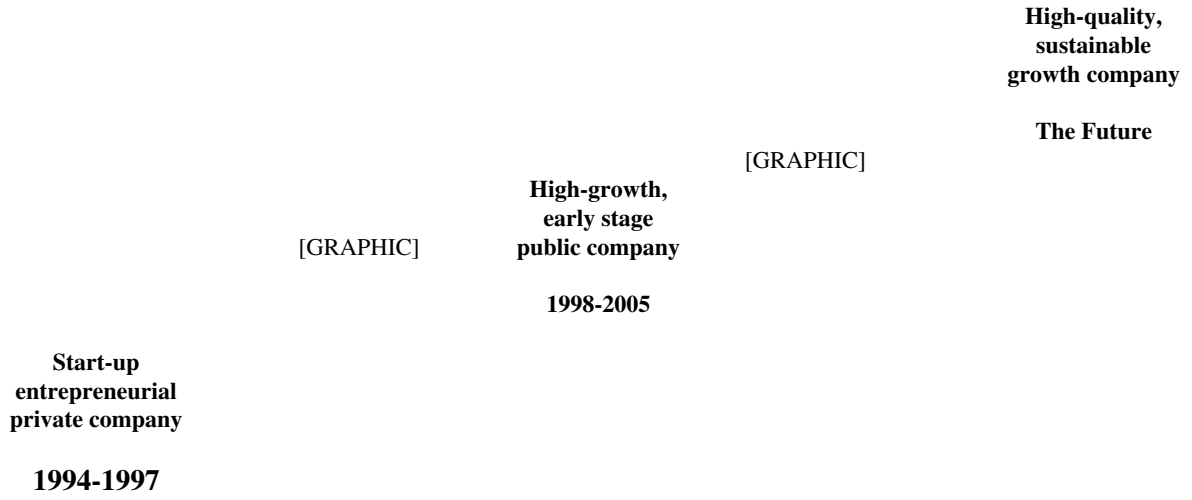 High-quality,
sustainable
growth company
The Future
[GRAPHIC]
High-growth,
early stage
public company
[GRAPHIC]
1998-2005
Start-up
entrepreneurial
private company
1994-1997